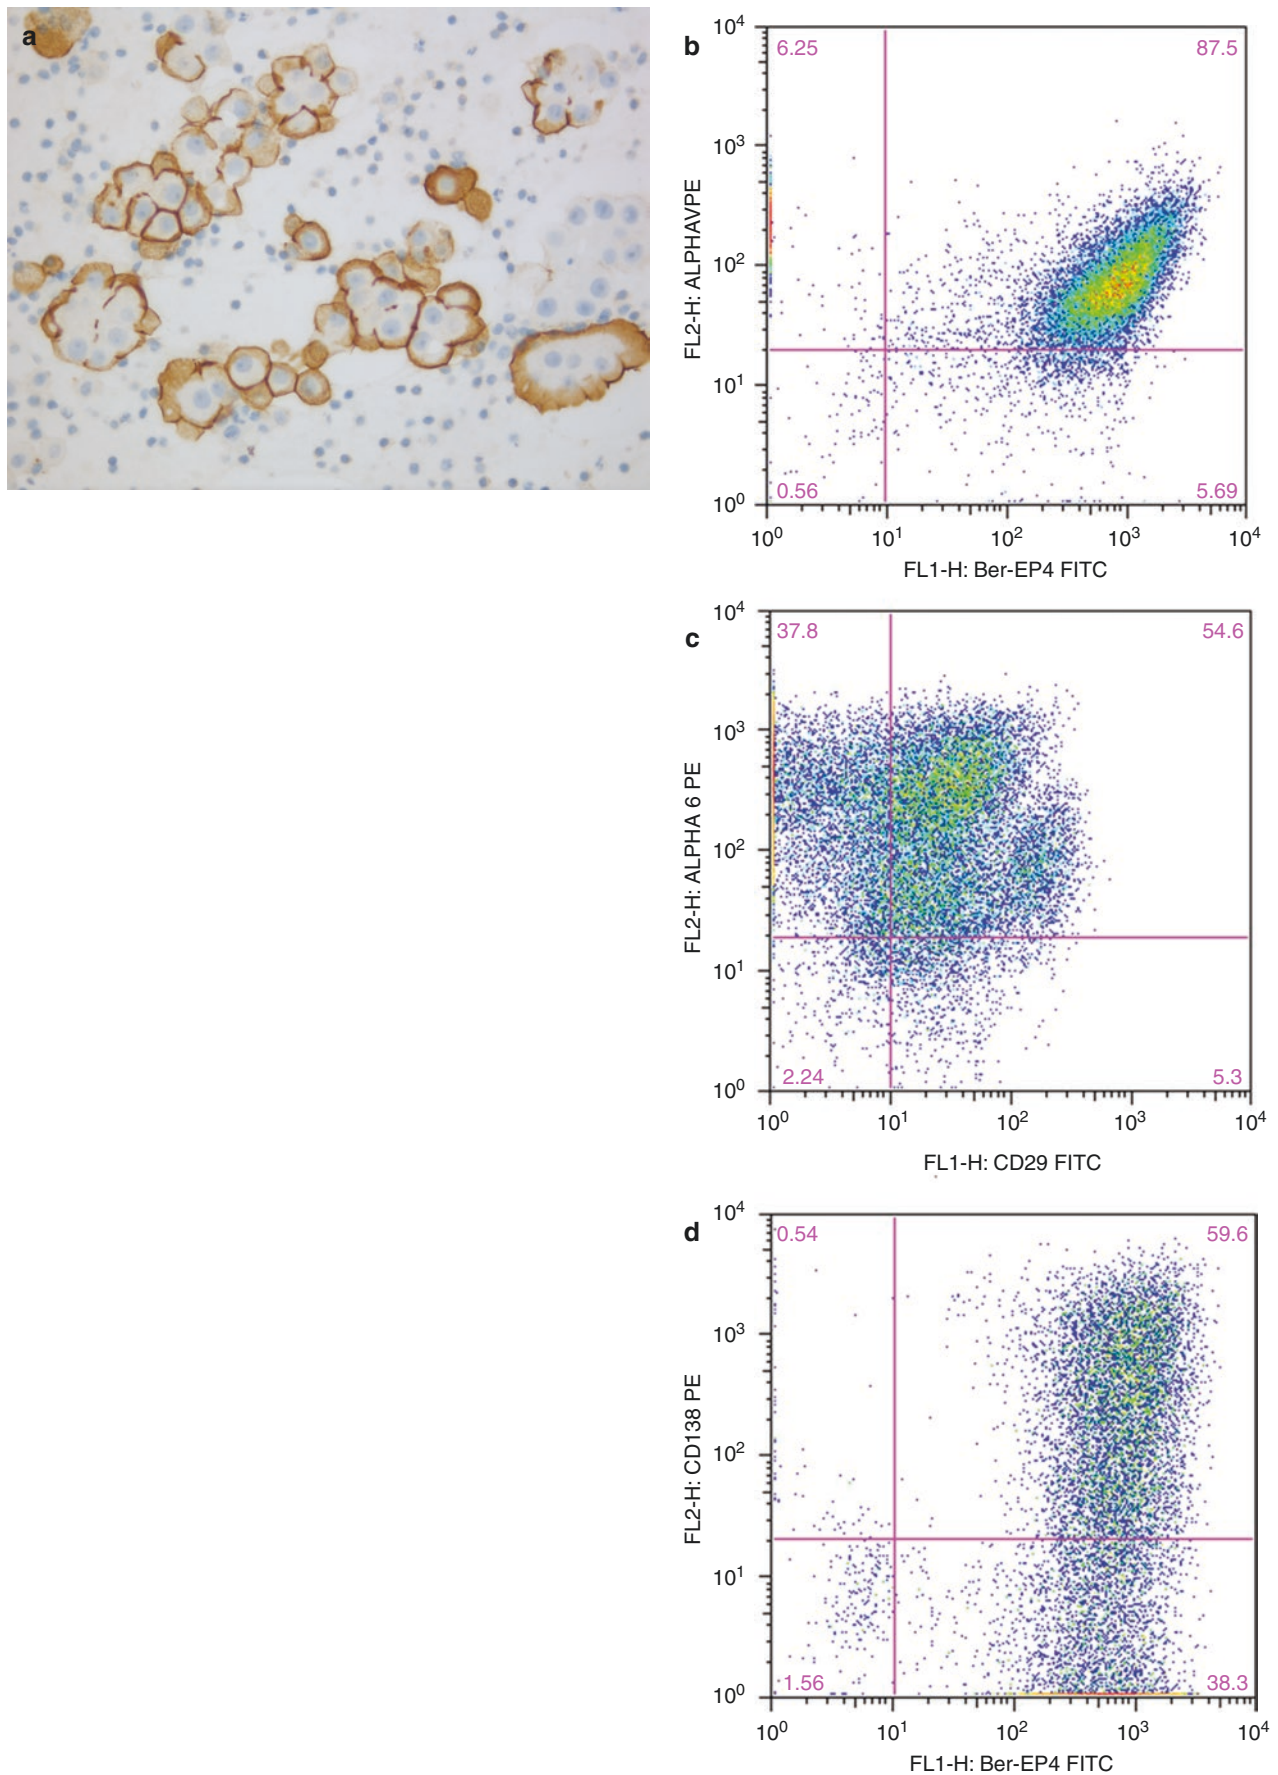 a
b
10⁴
6.25 87.5
10³
10²
10¹
10⁰
0.56 5.69
10⁰ 10¹ 10² 10³ 10⁴
FL2-H: ALPHAVPE
FL1-H: Ber-EP4 FITC
c
10⁴
37.8 54.6
10³
10²
10¹
10⁰
2.24 5.3
10⁰ 10¹ 10² 10³ 10⁴
FL2-H: ALPHA 6 PE
FL1-H: CD29 FITC
d
10⁴
0.54 59.6
10³
10²
10¹
10⁰
1.56 38.3
10⁰ 10¹ 10² 10³ 10⁴
FL2-H: CD138 PE
FL1-H: Ber-EP4 FITC